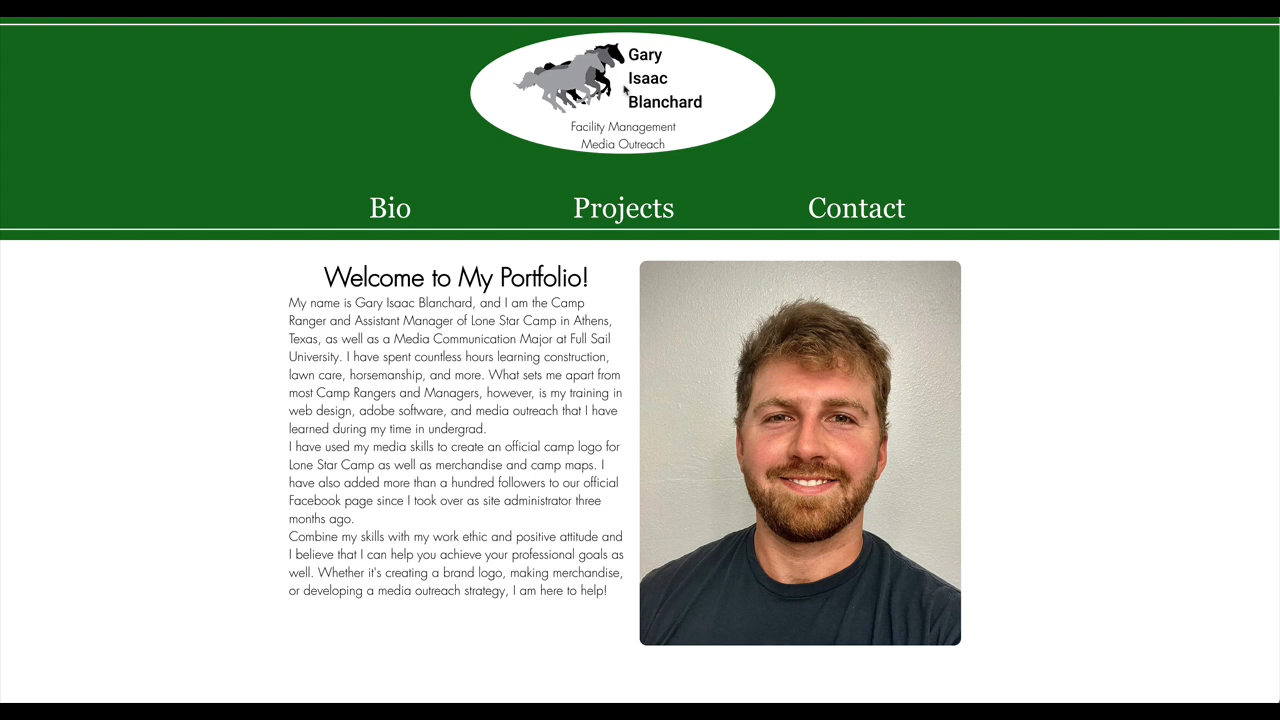 Gary
Isaac
Blanchard
Facility Management
Media Outreach
Bio Projects Contact
Welcome to My Portfolio!
My name is Gary Isaac Blanchard, and I am the Camp
Ranger and Assistant Manager of Lone Star Camp in Athens,
Texas, as well as a Media Communication Major at Full Sail
University. I have spent countless hours learning construction,
lawn care, horsemanship, and more. What sets me apart from
most Camp Rangers and Managers, however, is my training in
web design, adobe software, and media outreach that I have
learned during my time in undergrad.
I have used my media skills to create an official camp logo for
Lone Star Camp as well as merchandise and camp maps. I
have also added more than a hundred followers to our official
Facebook page since I took over as site administrator three
months ago.
Combine my skills with my work ethic and positive attitude and
I believe that I can help you achieve your professional goals as
well. Whether it's creating a brand logo, making merchandise,
or developing a media outreach strategy, I am here to help!